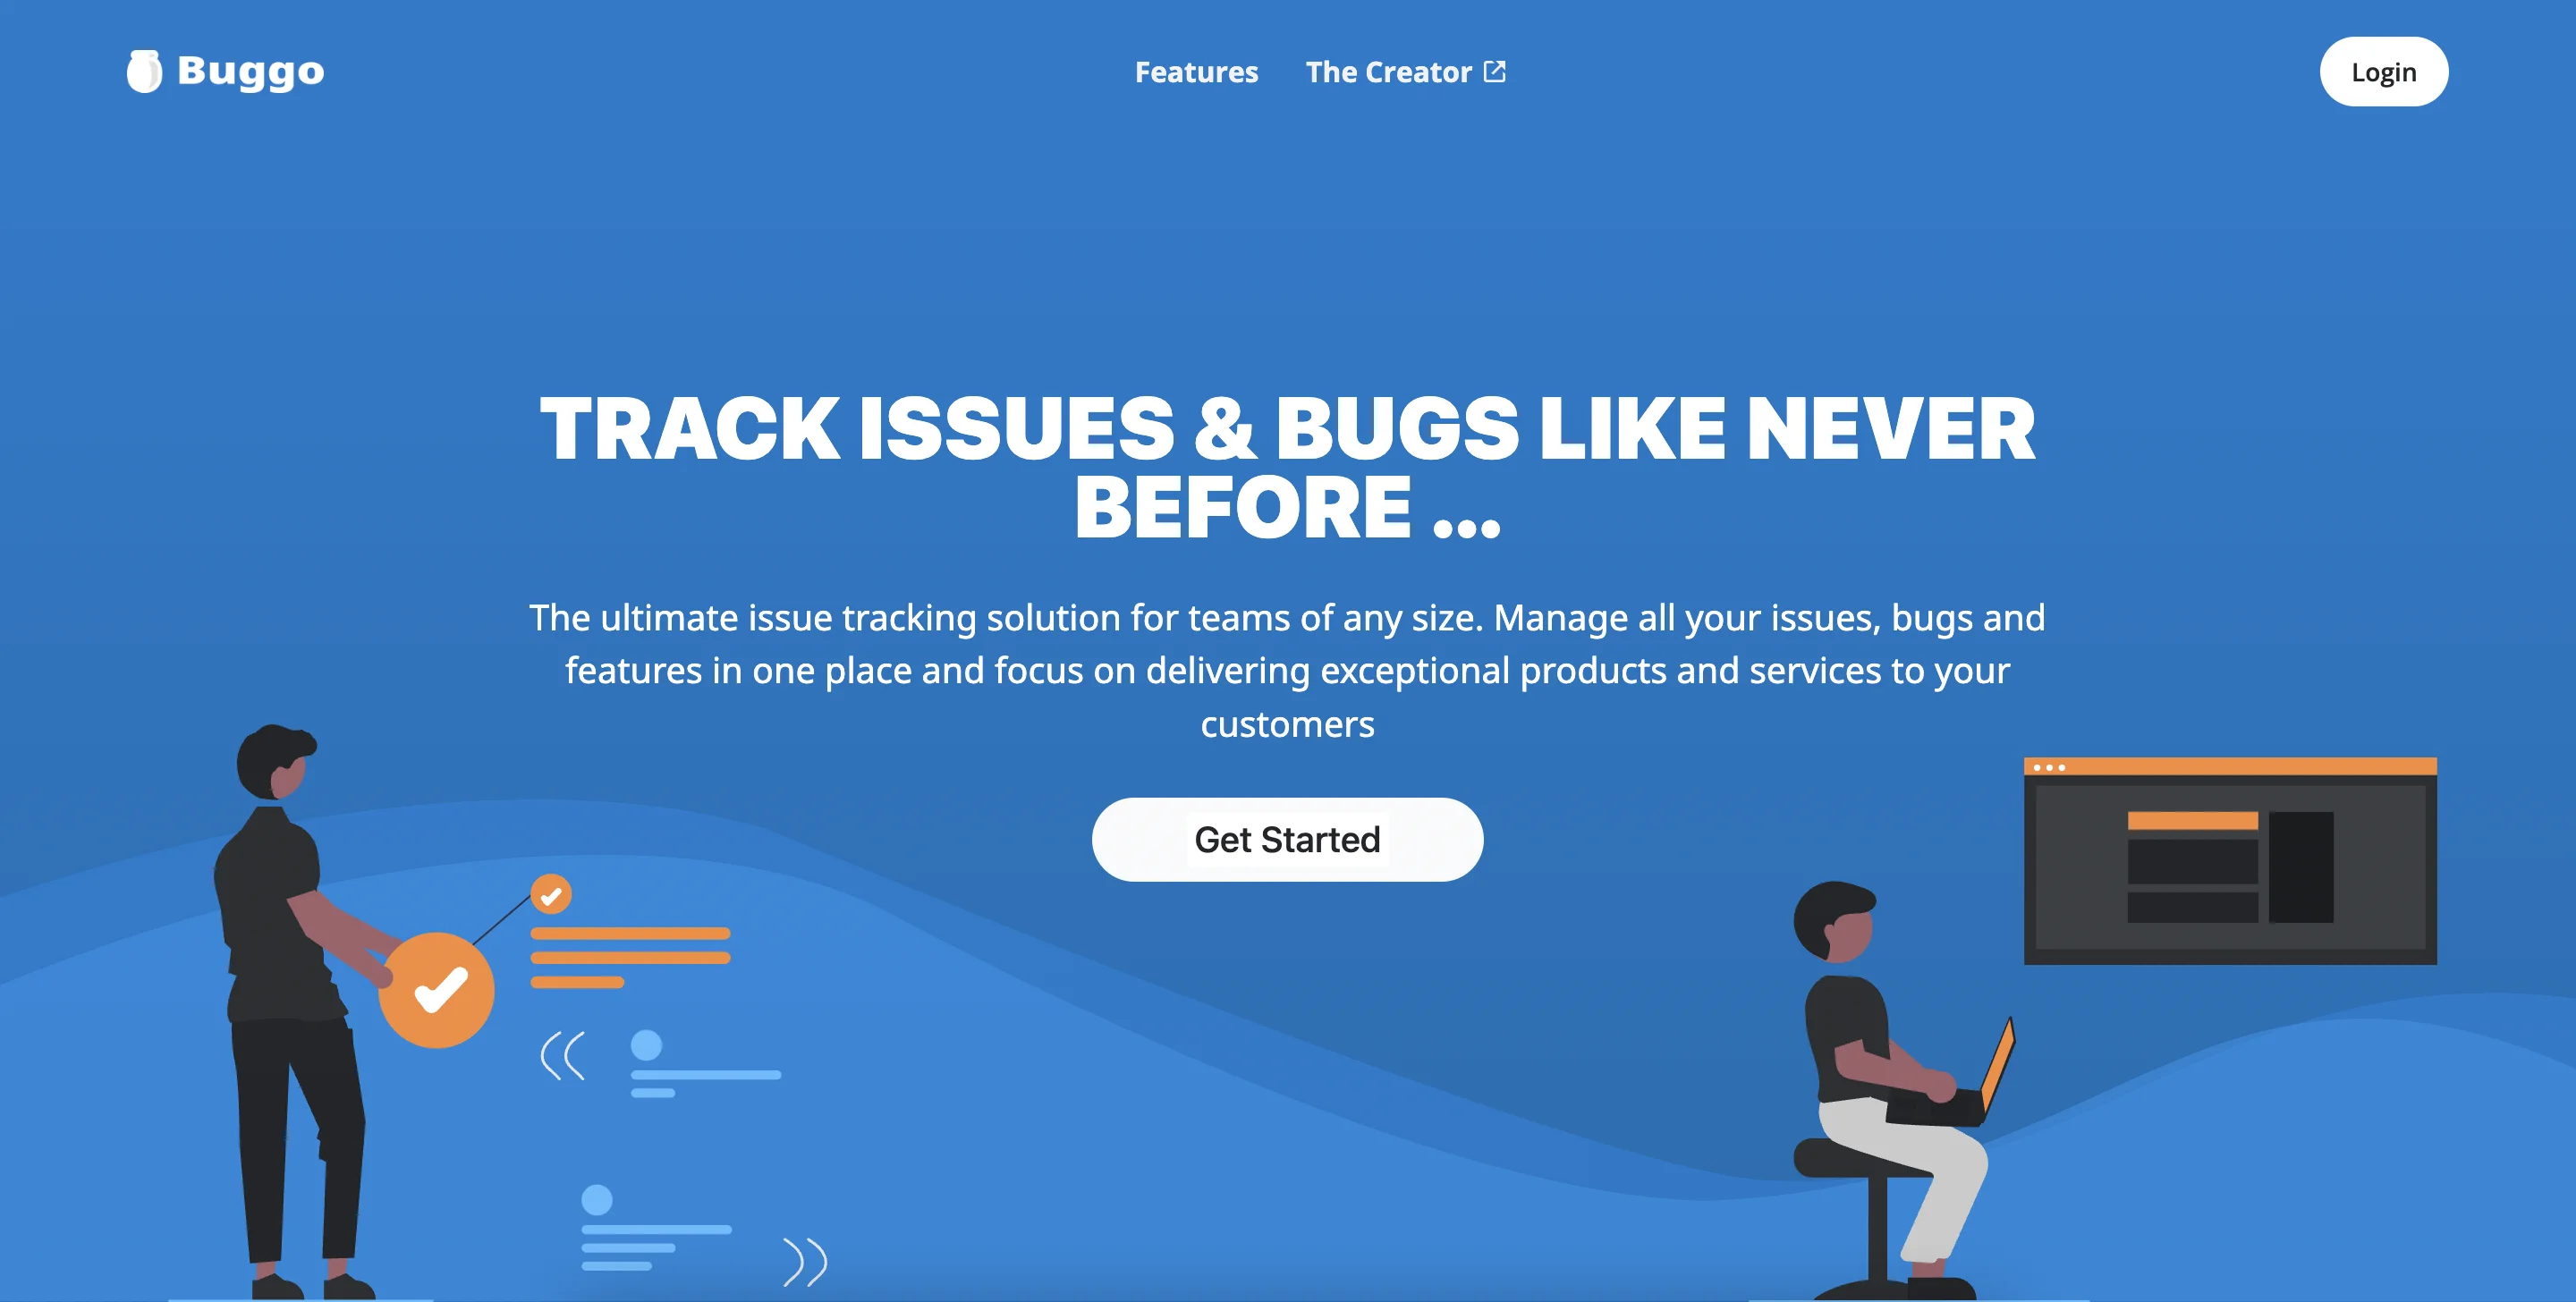 Buggo
Features
The Creator
Login
TRACK ISSUES & BUGS LIKE NEVER
BEFORE ...
The ultimate issue tracking solution for teams of any size. Manage all your issues, bugs and
features in one place and focus on delivering exceptional products and services to your
customers
Get Started